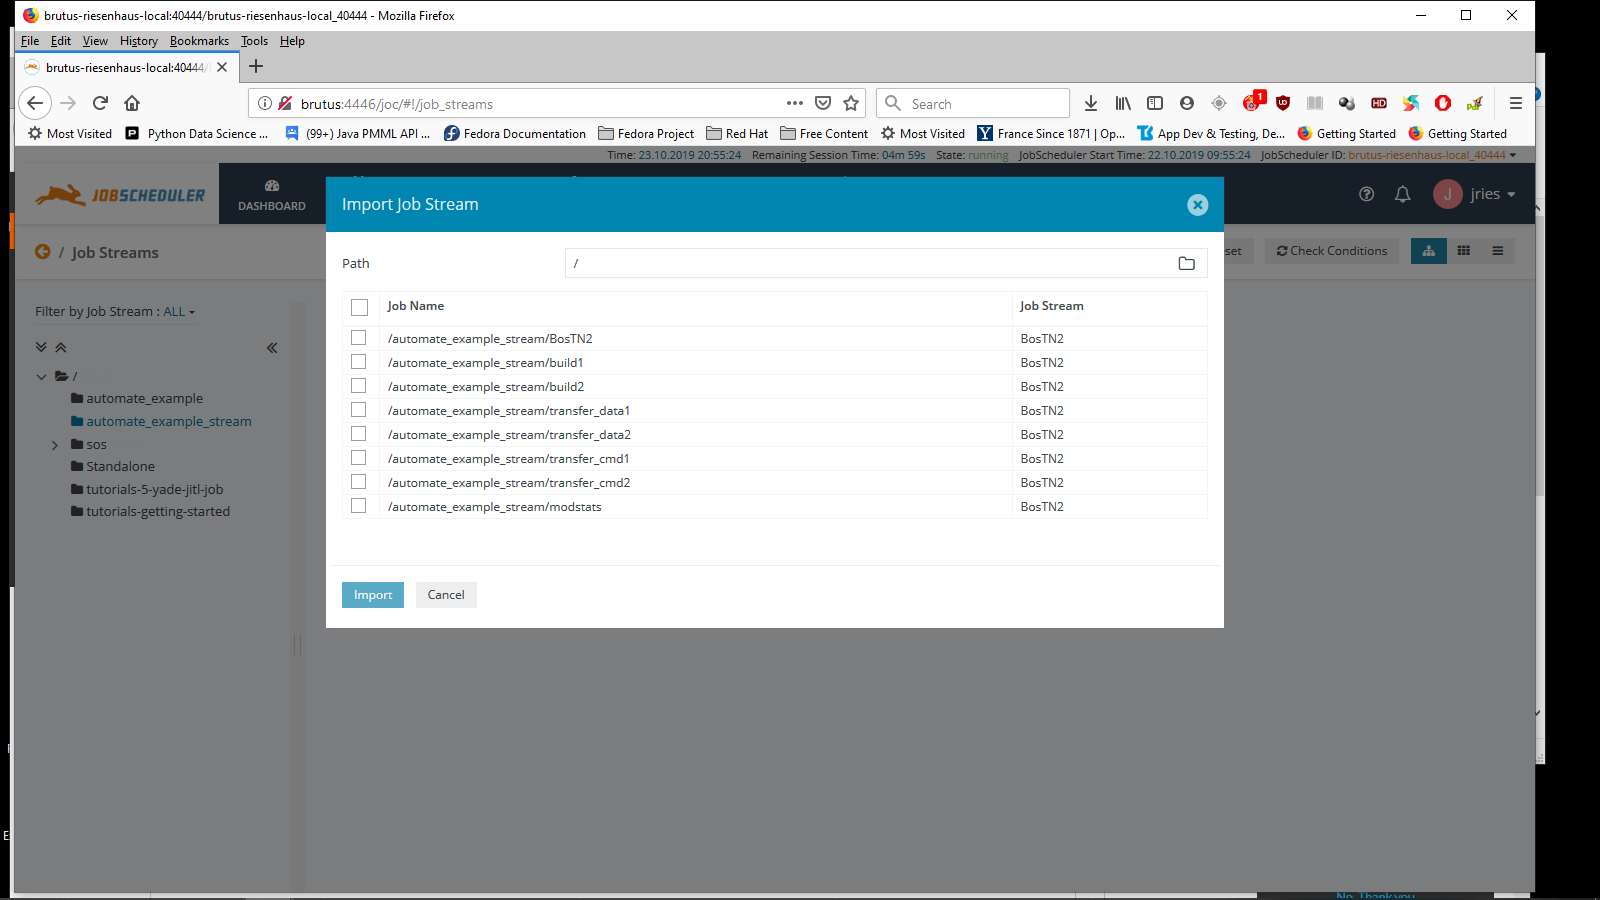 brutus-riesenhaus-local:40444/brutus-riesenhaus-local_40444 - Mozilla Firefox
File Edit View History Bookmarks Tools Help
brutus-riesenhaus-local:40444/
brutus:4446/joc/#!/job_streams
Search
1
HD
Most Visited Python Data Science ... (99+) Java PMML API ... Fedora Documentation Fedora Project Red Hat Free Content Most Visited France Since 1871 | Op... App Dev & Testing, De... Getting Started Getting Started
Time: 23.10.2019 20:55:24 Remaining Session Time: 04m 59s State: running JobScheduler Start Time: 22.10.2019 09:55:24 JobScheduler ID: brutus-riesenhaus-local_40444
JOBSCHEDULER
DASHBOARD
J jries
Import Job Stream
/ Job Streams
set
Check Conditions
Path
/
Filter by Job Stream : ALL
/
automate_example
automate_example_stream
sos
Standalone
tutorials-5-yade-jitl-job
tutorials-getting-started
Job Name Job Stream
/automate_example_stream/BosTN2 BosTN2
/automate_example_stream/build1 BosTN2
/automate_example_stream/build2 BosTN2
/automate_example_stream/transfer_data1 BosTN2
/automate_example_stream/transfer_data2 BosTN2
/automate_example_stream/transfer_cmd1 BosTN2
/automate_example_stream/transfer_cmd2 BosTN2
/automate_example_stream/modstats BosTN2
Import Cancel
No, Thank you